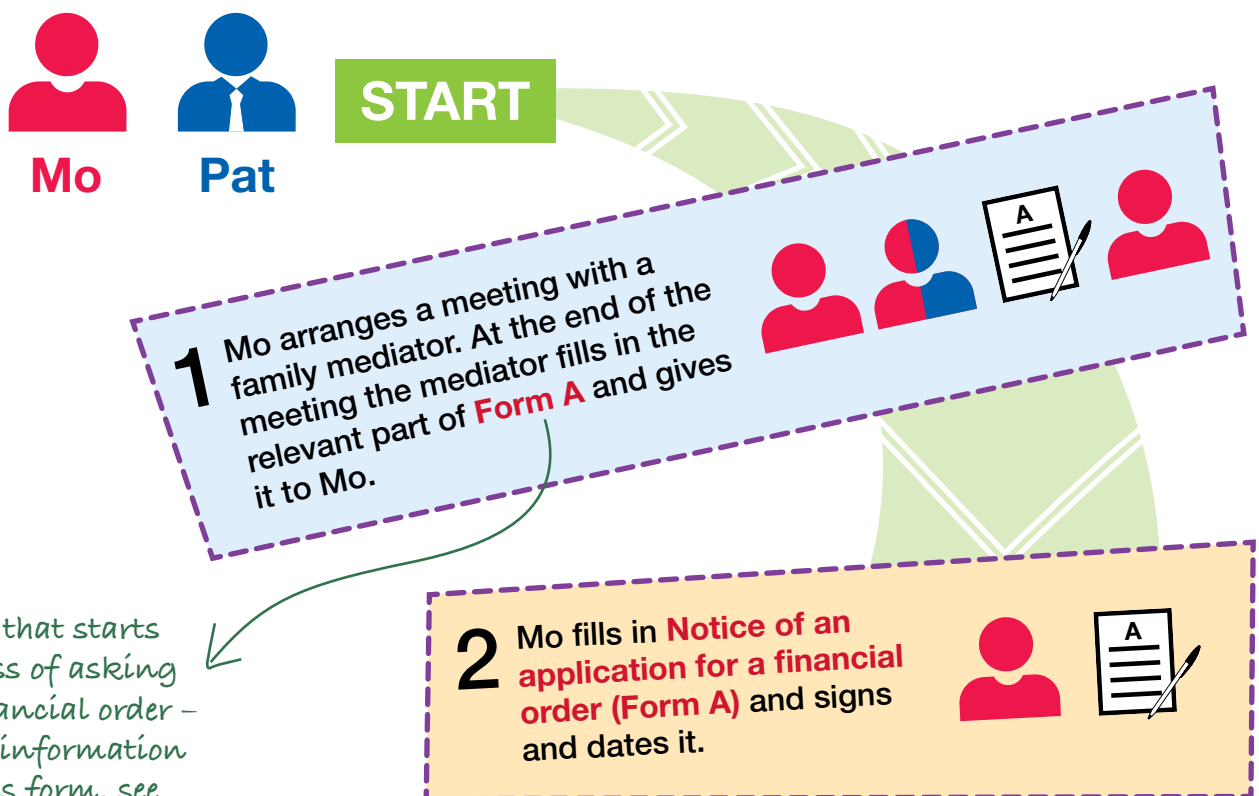 Mo
Pat
START
1
Mo arranges a meeting with a
family mediator. At the end of the
meeting the mediator fills in the
relevant part of Form A and gives
it to Mo.
A
that starts
ss of asking
ancial order –
information
s form, see
2
Mo fills in Notice of an
application for a financial
order (Form A) and signs
and dates it.
A